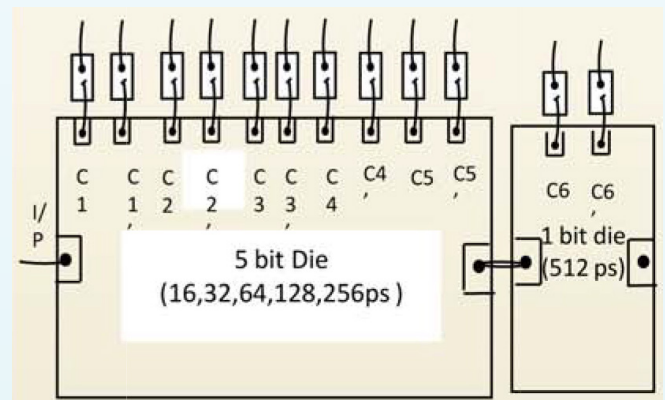 C C C C C C C C4 C5 C5
1 1 2 2 3 3 4 , ,
, , ,
C6 C6
,
I/
P
5 bit Die
(16,32,64,128,256ps )
1 bit die
(512 ps)